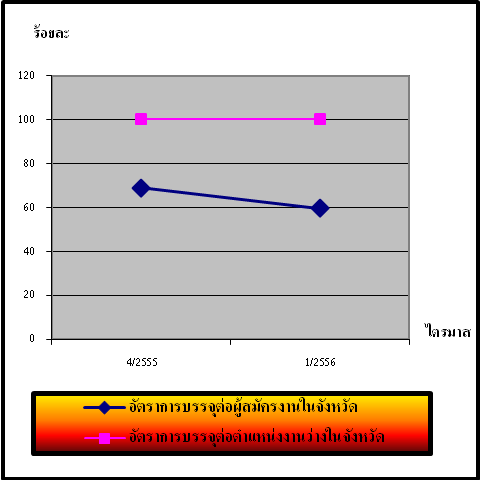 ร้อยละ
120
100
80
60
40
20
0
ไตรมาส
4/2555
1/2556
อัตราการบรรจุต่อผู้สมัครงานในจังหวัด
อัตราการบรรจุต่อตำแหน่งงานว่างในจังหวัด